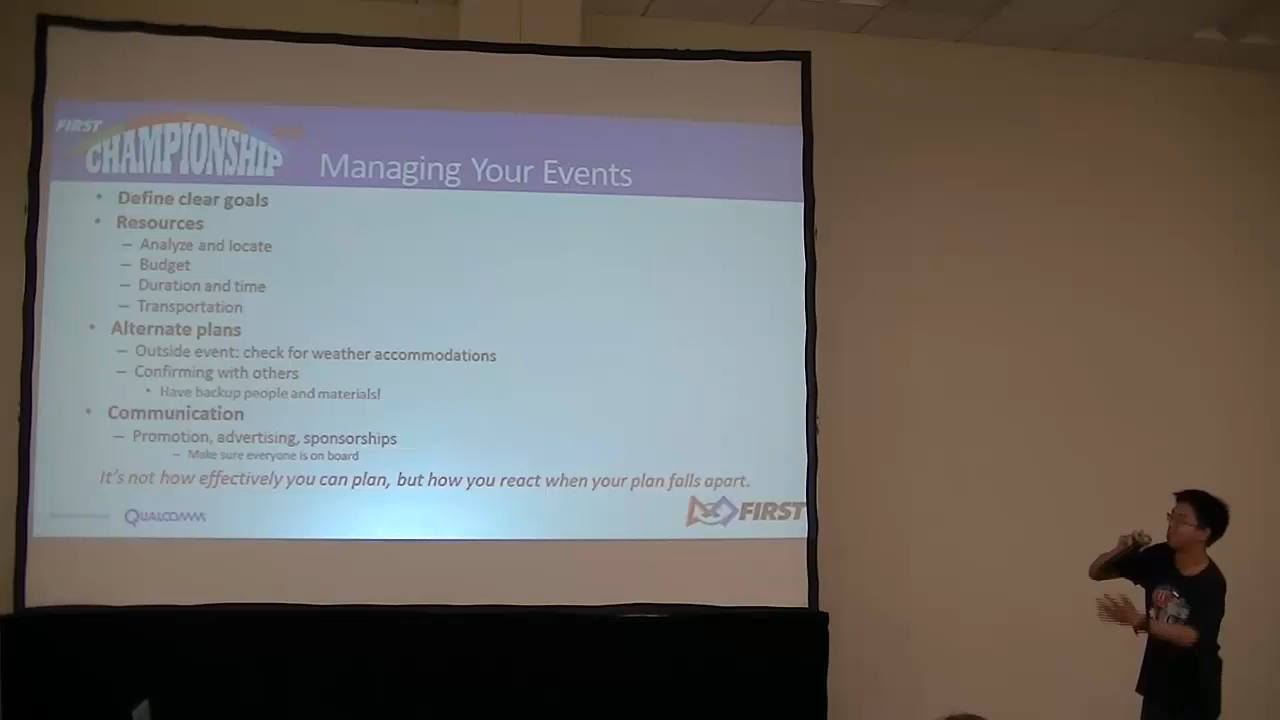 FIRST
CHAMPIONSHIP
Managing Your Events
• Define clear goals
• Resources
– Analyze and locate
– Budget
– Duration and time
– Transportation
• Alternate plans
– Outside event: check for weather accommodations
– Confirming with others
• Have backup people and materials!
• Communication
– Promotion, advertising, sponsorships
– Make sure everyone is on board
It's not how effectively you can plan, but how you react when your plan falls apart.
QUALCOMM
FIRST